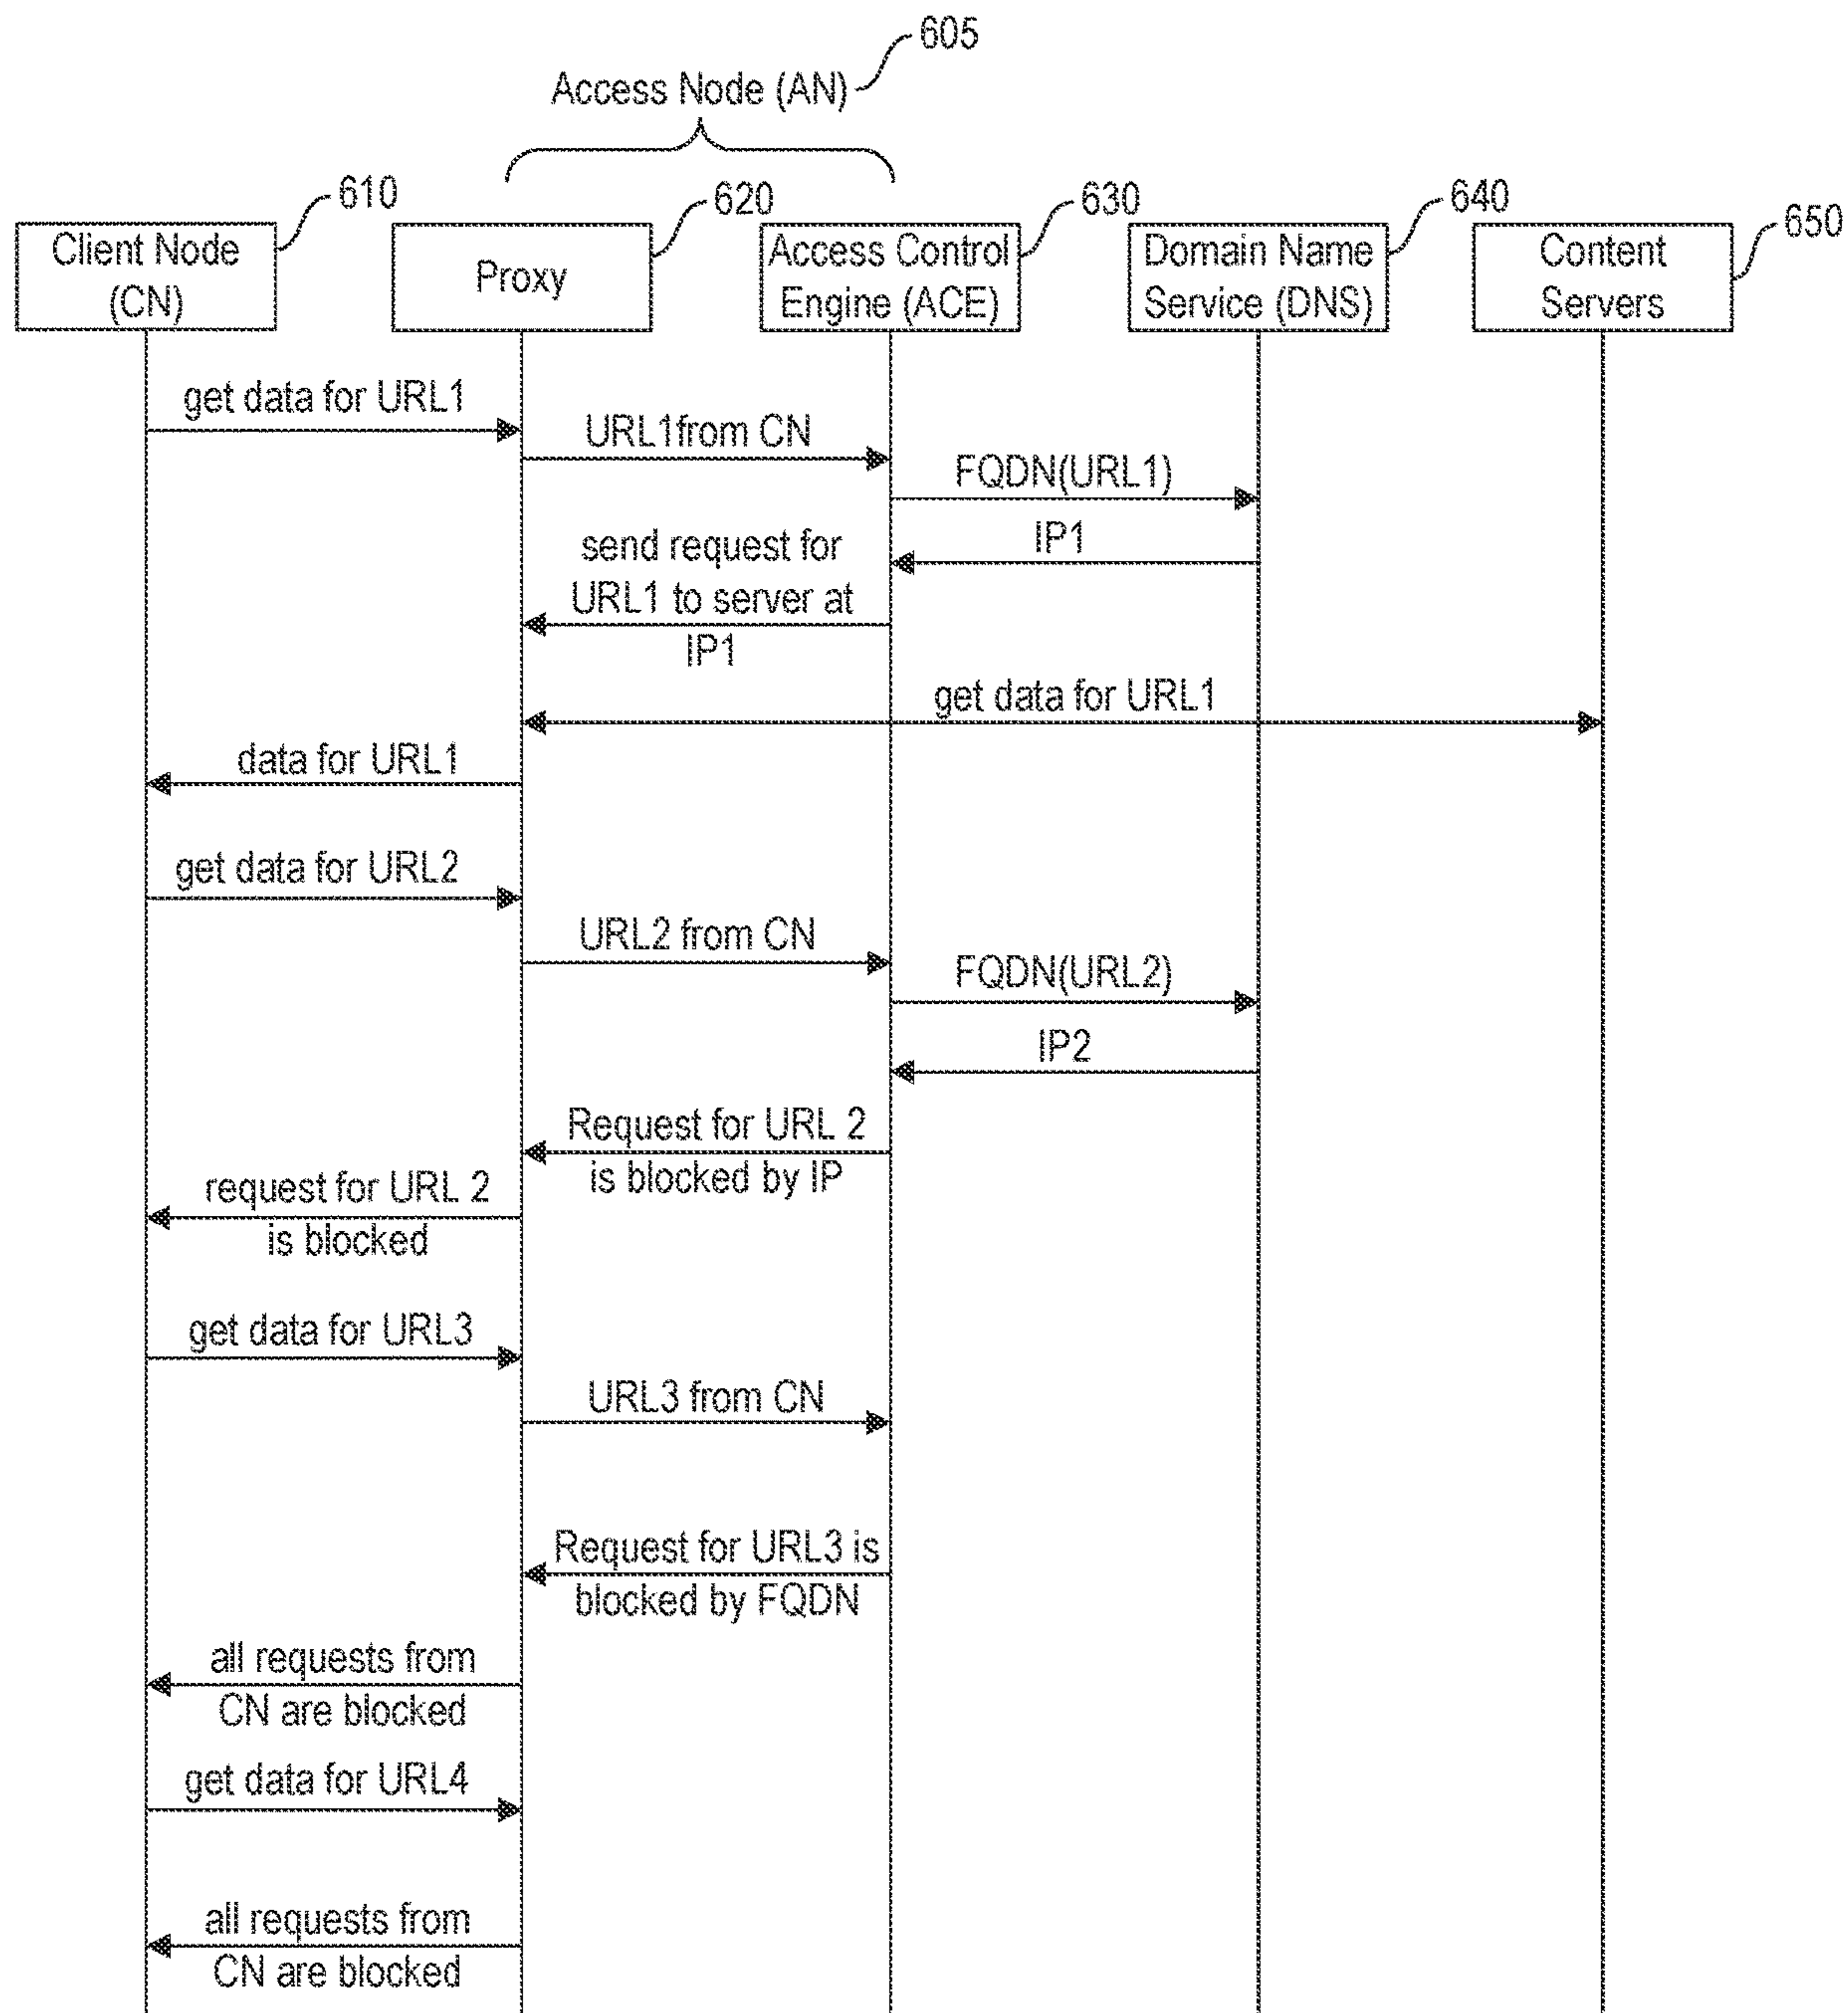 605
Access Node (AN)
610
620
630
640
650
Client Node
(CN)
Proxy
Access Control
Engine (ACE)
Domain Name
Service (DNS)
Content
Servers
get data for URL1
URL1from CN
FQDN(URL1)
IP1
send request for
URL1 to server at
IP1
get data for URL1
data for URL1
get data for URL2
URL2 from CN
FQDN(URL2)
IP2
Request for URL 2
is blocked by IP
request for URL 2
is blocked
get data for URL3
URL3 from CN
Request for URL3 is
blocked by FQDN
all requests from
CN are blocked
get data for URL4
all requests from
CN are blocked